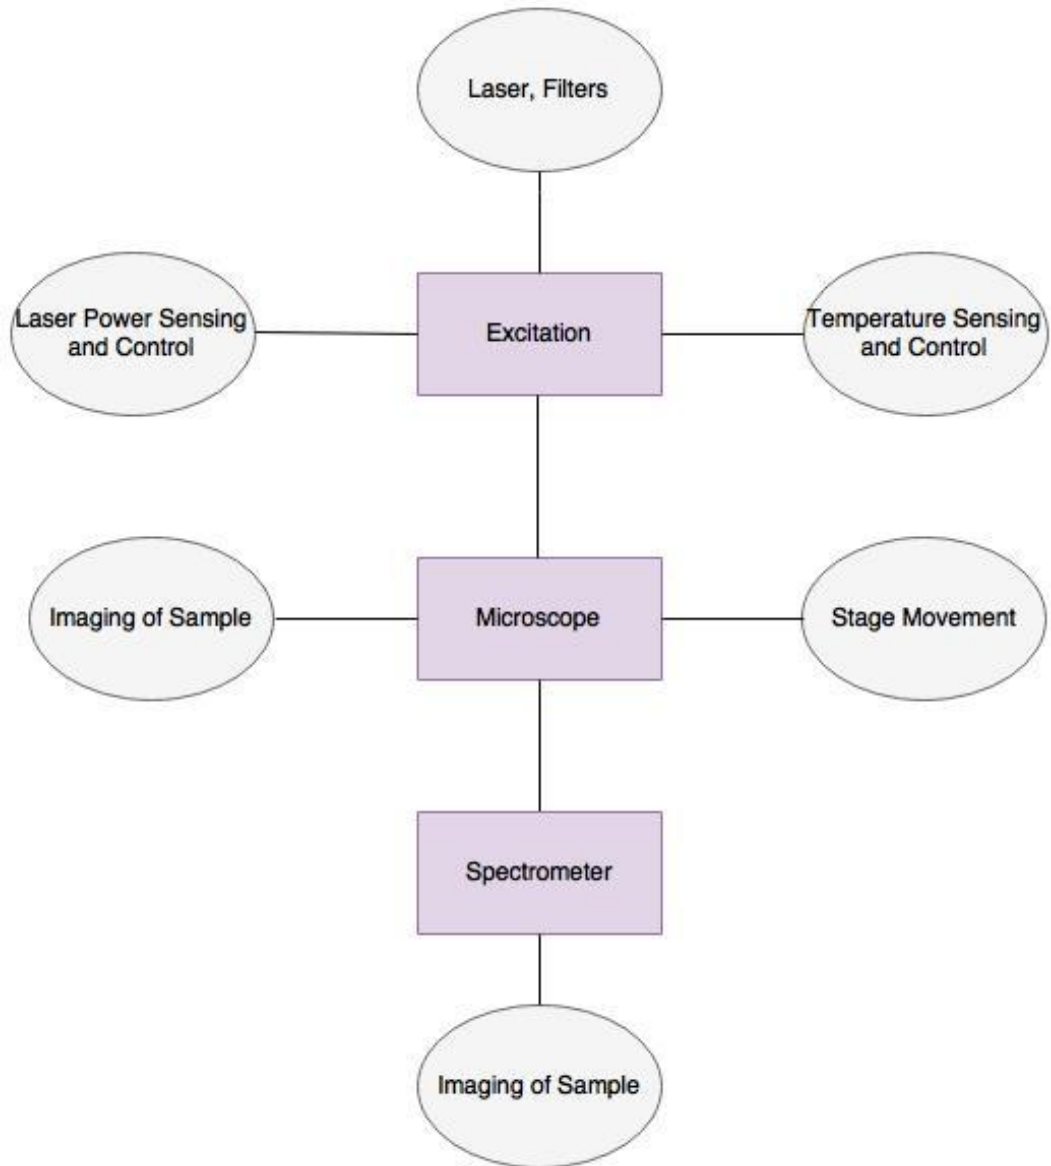 Laser, Filters
Laser Power Sensing
and Control
Excitation
Temperature Sensing
and Control
Imaging of Sample
Microscope
Stage Movement
Spectrometer
Imaging of Sample